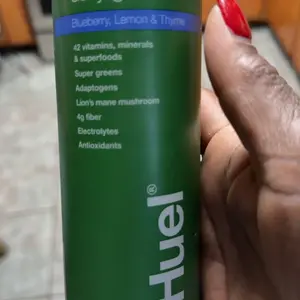 Blueberry, Lemon & Thyme
42 vitamins, minerals
& superfoods
Super greens
Adaptogens
Lion's mane mushroom
4g fiber
Electrolytes
Antioxidants
Huel®